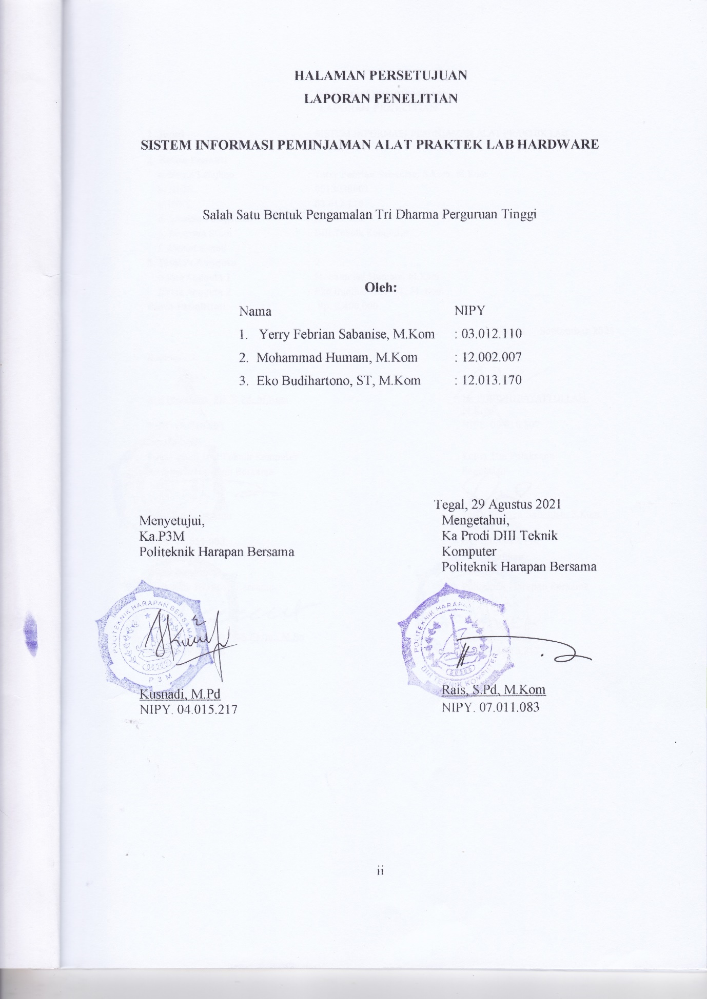 HALAMAN PERSETUJUAN
LAPORAN PENELITIAN
SISTEM INFORMASI PEMINJAMAN ALAT PRAKTEK LAB HARDWARE
Salah Satu Bentuk Pengamalan Tri Dharma Perguruan Tinggi
Oleh:
Nama NIPY
1. Yerry Febrian Sabanise, M.Kom : 03.012.110
2. Mohammad Humam, M.Kom : 12.002.007
3. Eko Budihartono, ST, M.Kom : 12.013.170
Tegal, 29 Agustus 2021
Menyetujui,
Ka.P3M
Politeknik Harapan Bersama
Mengetahui,
Ka Prodi DIII Teknik
Komputer
Politeknik Harapan Bersama
POLITEKNIK HARAPAN BERSAMA
P3M
Kusnadi, M.Pd
NIPY. 04.015.217
POLITEKNIK HARAPA
DIII TEKNIK KOMPUTER
Rais, S.Pd, M.Kom
NIPY. 07.011.083
ii